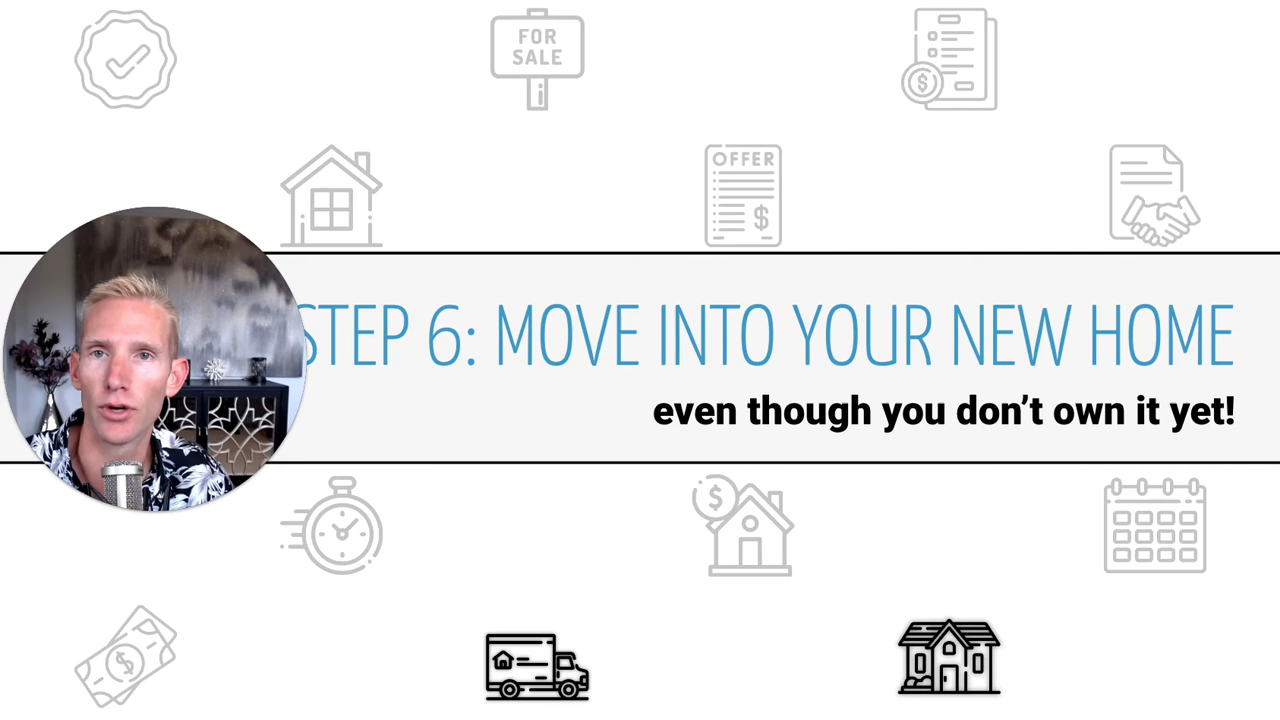 FOR
SALE
$
OFFER
$
STEP 6: MOVE INTO YOUR NEW HOME
even though you don’t own it yet!
$
$